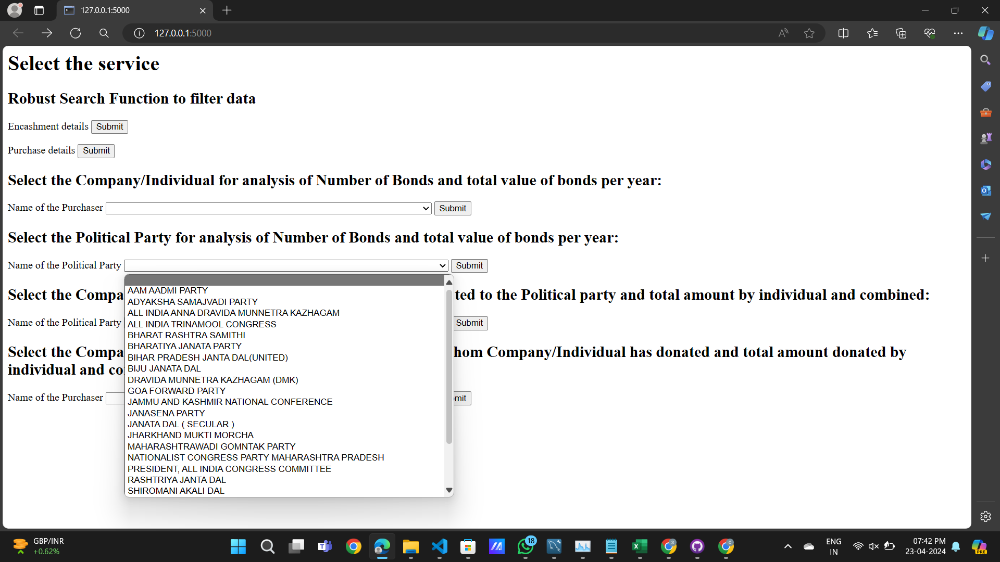 127.0.0.1:5000
127.0.0.1:5000
Select the service
Robust Search Function to filter data
Encashment details Submit
Purchase details Submit
Select the Company/Individual for analysis of Number of Bonds and total value of bonds per year:
Name of the Purchaser Submit
Select the Political Party for analysis of Number of Bonds and total value of bonds per year:
Name of the Political Party Submit
AAM AADMI PARTY
Select the Compa ted to the Political party and total amount by individual and combined:
ADYAKSHA SAMAJVADI PARTY
ALL INDIA ANNA DRAVIDA MUNNETRA KAZHAGAM
Name of the Political Party Submit
ALL INDIA TRINAMOOL CONGRESS
BHARAT RASHTRA SAMITHI
BHARATIYA JANATA PARTY
Select the Compa hom Company/Individual has donated and total amount donated by
BIHAR PRADESH JANTA DAL(UNITED)
individual and co
BIJU JANATA DAL
DRAVIDA MUNNETRA KAZHAGAM (DMK)
GOA FORWARD PARTY
Name of the Purchaser mit
JAMMU AND KASHMIR NATIONAL CONFERENCE
JANASENA PARTY
JANATA DAL ( SECULAR )
JHARKHAND MUKTI MORCHA
MAHARASHTRAWADI GOMNTAK PARTY
NATIONALIST CONGRESS PARTY MAHARASHTRA PRADESH
PRESIDENT, ALL INDIA CONGRESS COMMITTEE
RASHTRIYA JANTA DAL
SHIROMANI AKALI DAL
GBP/INR
+0.62%
18
ENG
IN
07:42 PM
23-04-2024
PRE